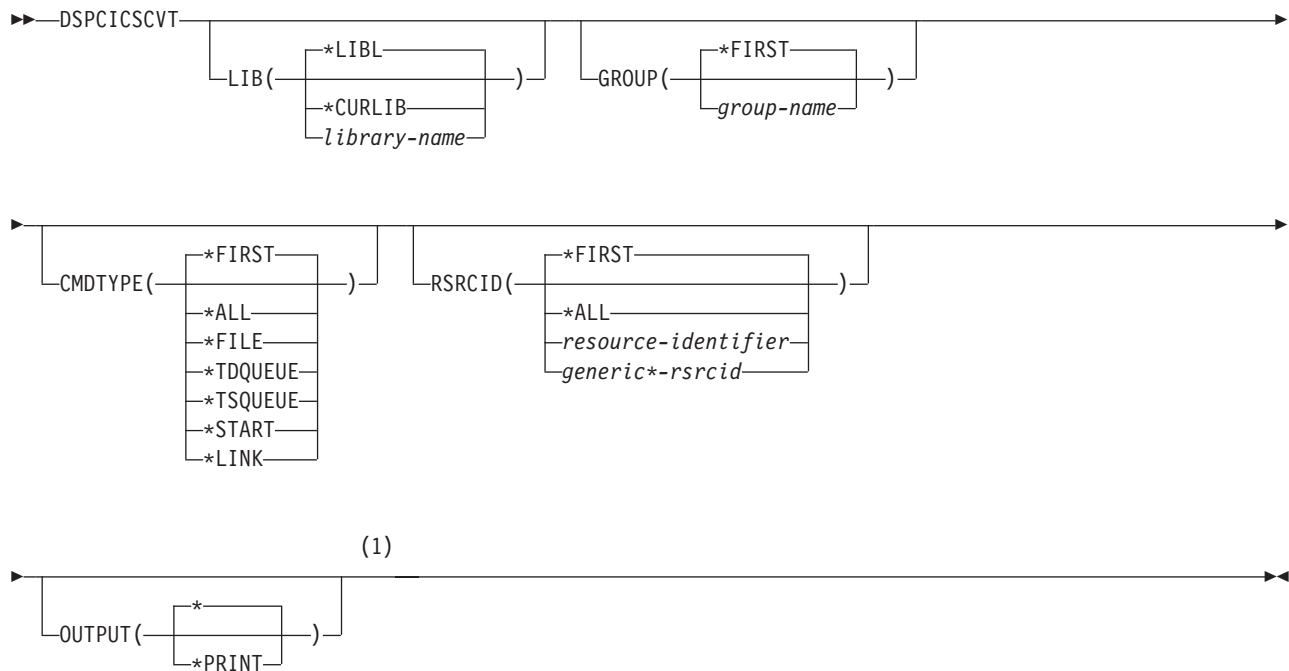 DSPCICSCVT
LIB( *LIBL )
*CURLIB
library-name
GROUP( *FIRST )
group-name
CMDTYPE( *FIRST )
*ALL
*FILE
*TDQUEUE
*TSQUEUE
*START
*LINK
RSRCID( *FIRST )
*ALL
resource-identifier
generic*-rsrcid
(1)
OUTPUT( * )
*PRINT